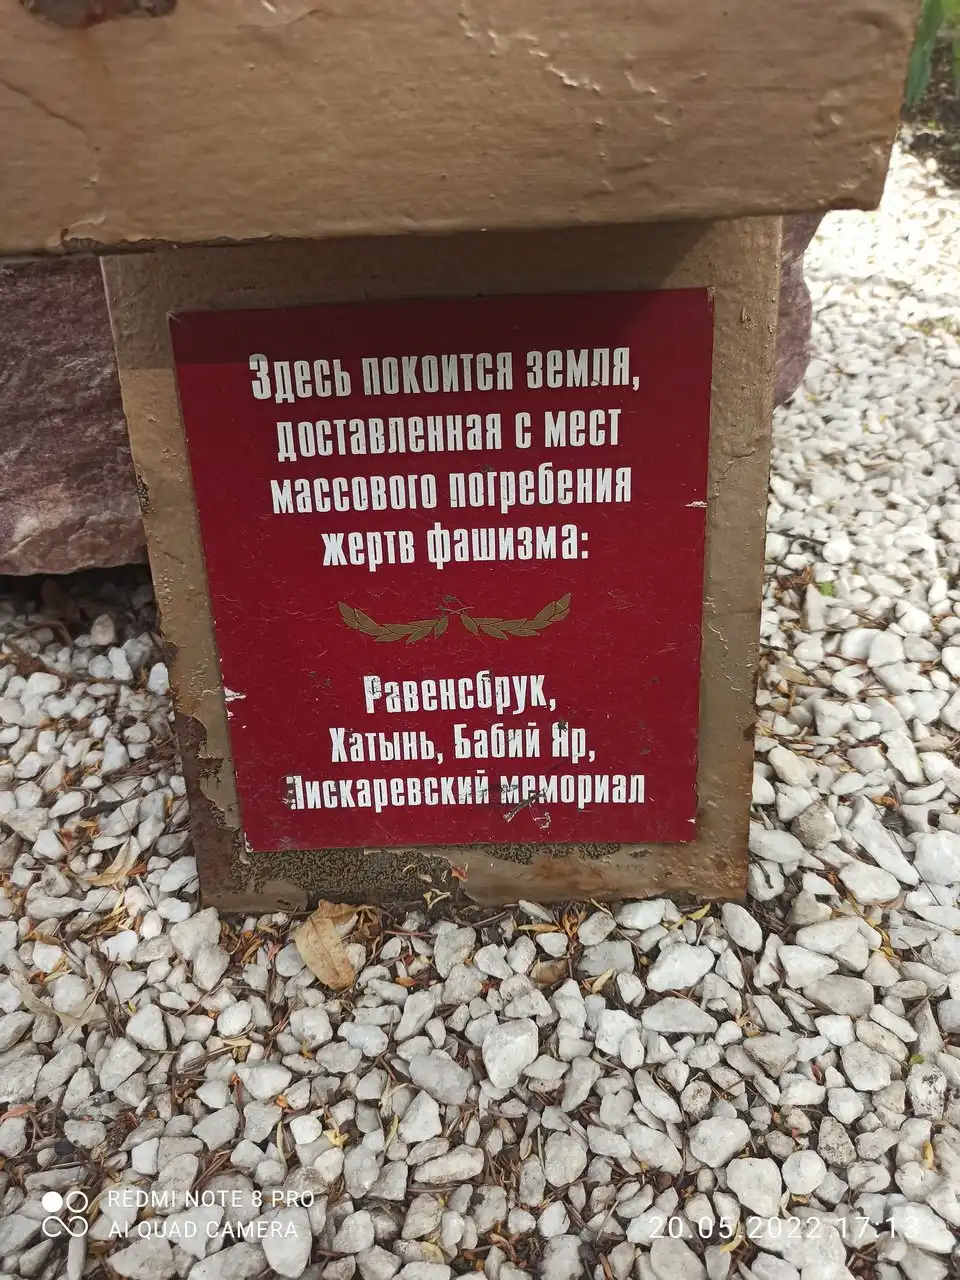 Здесь покоится земля,
доставленная с мест
массового погребения
жертв фашизма:
Равенсбрук,
Хатынь, Бабий Яр,
Пискаревский мемориал
REDMI NOTE 8 PRO
AI QUAD CAMERA
20.05.2022 17:13